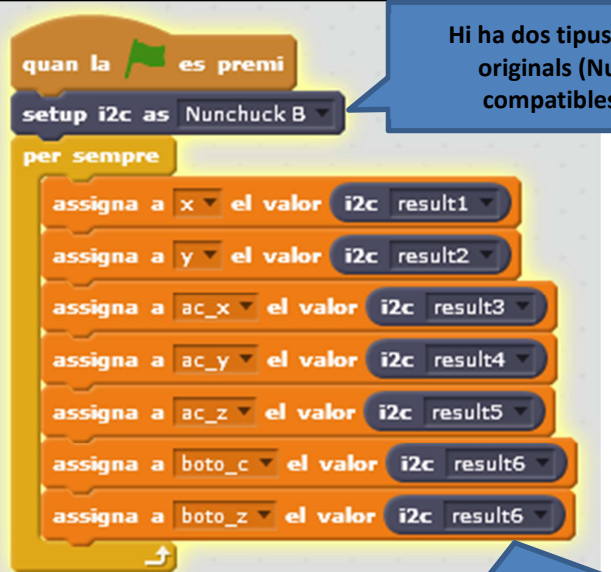 quan la es premi
setup i2c as Nunchuck B
per sempre
assigna a x el valor i2c result1
assigna a y el valor i2c result2
assigna a ac_x el valor i2c result3
assigna a ac_y el valor i2c result4
assigna a ac_z el valor i2c result5
assigna a boto_c el valor i2c result6
assigna a boto_z el valor i2c result6
Hi ha dos tipus
originals (Nu
compatibles